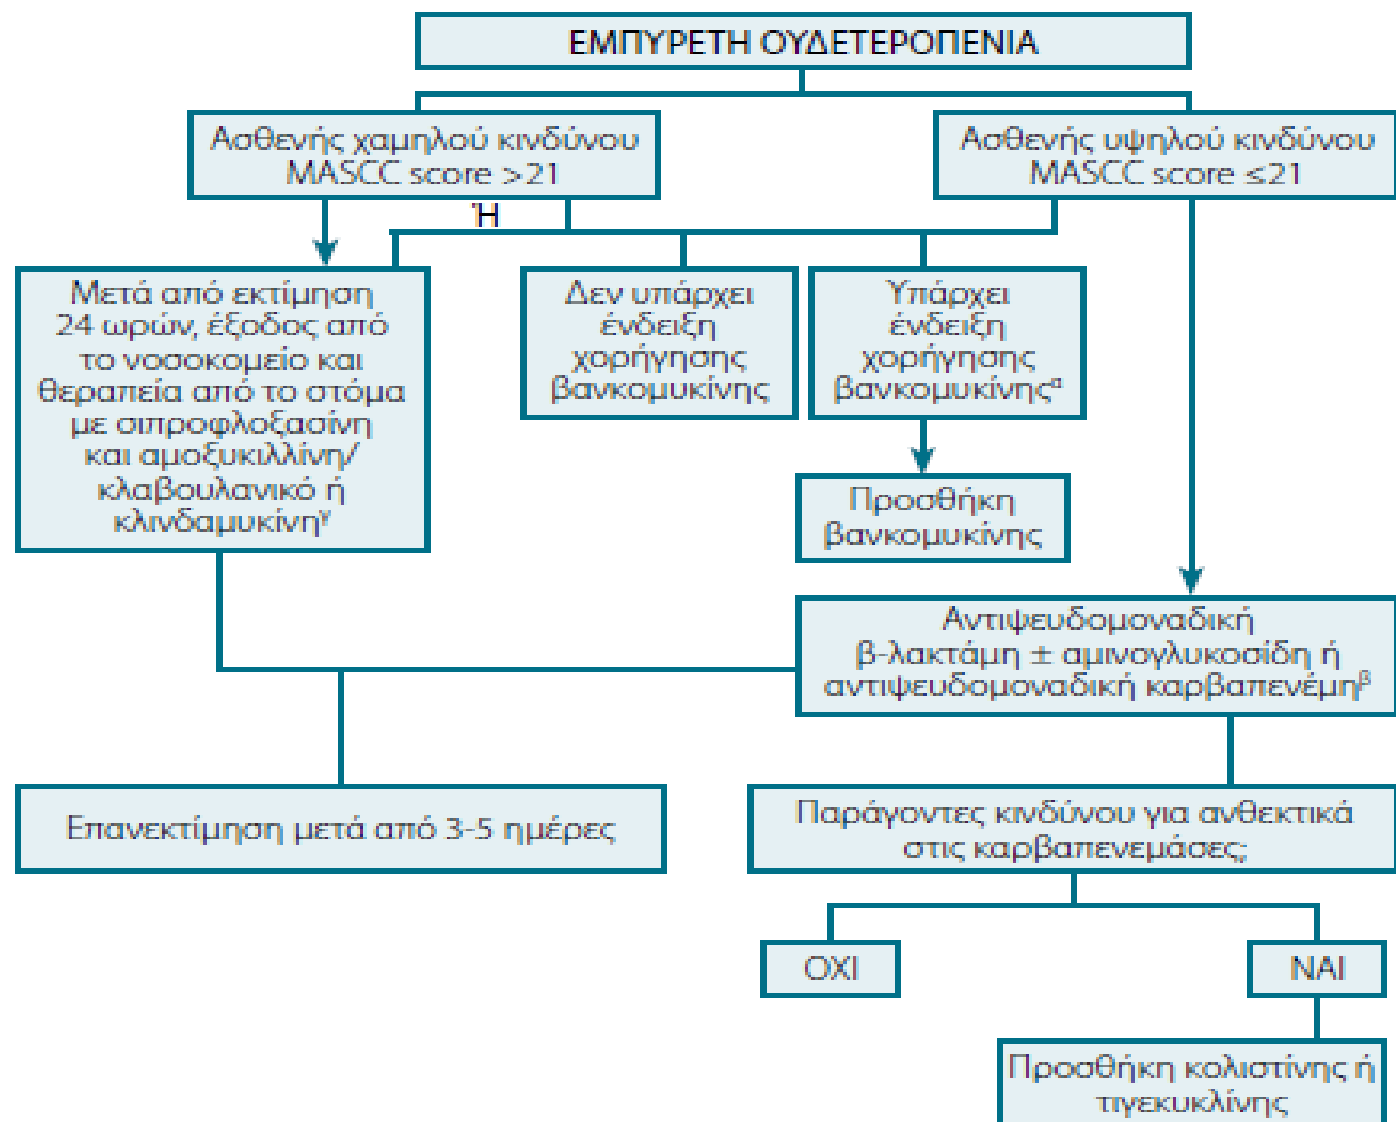 ΕΜΠΥΡΕΤΗ ΟΥΔΕΤΕΡΟΠΕΝΙΑ
Ασθενής χαμηλού κινδύνου
MASCC score >21
Ασθενής υψηλού κινδύνου
MASCC score ≤21
Ή
Μετά από εκτίμηση
24 ωρών, έξοδος από
το νοσοκομείο και
θεραπεία από το στόμα
με σιπροφλοξασίνη
και αμοξυκιλλίνη/
κλαβουλανικό ή
κλινδαμυκίνηᵞ
Δεν υπάρχει
ένδειξη
χορήγησης
βανκομυκίνης
Υπάρχει
ένδειξη
χορήγησης
βανκομυκίνηςᵅ
Προσθήκη
βανκομυκίνης
Αντιψευδομοναδική
β-λακτάμη ± αμινογλυκοσίδη ή
αντιψευδομοναδική καρβαπενέμηᵝ
Επανεκτίμηση μετά από 3-5 ημέρες
Παράγοντες κινδύνου για ανθεκτικά
στις καρβαπενεμάσες;
ΟΧΙ
ΝΑΙ
Προσθήκη κολιστίνης ή
τιγεκυκλίνης